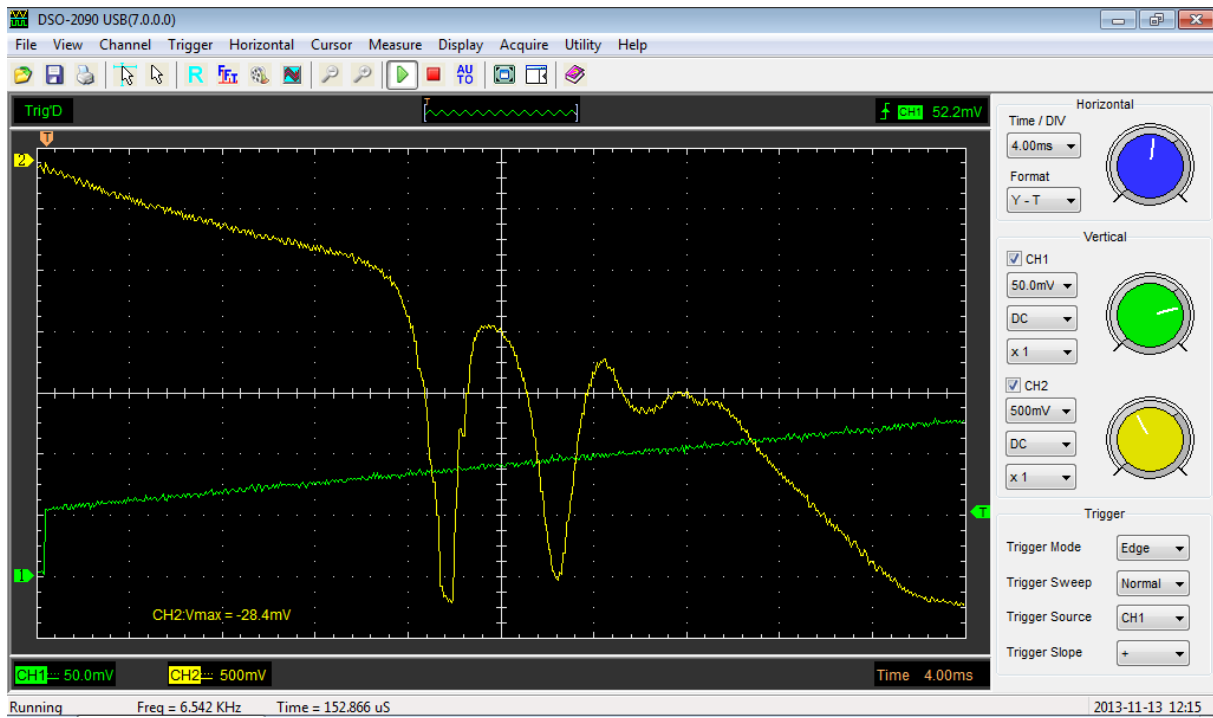 DSO-2090 USB(7.0.0.0)
File View Channel Trigger Horizontal Cursor Measure Display Acquire Utility Help
R FFT AUTO
Trig'D
T
CH1 52.2mV
T
2
1
T
CH2:Vmax = -28.4mV
CH1 50.0mV CH2 500mV Time 4.00ms
Horizontal
Time / DIV
4.00ms
Format
Y - T
Vertical
CH1
50.0mV
DC
x 1
CH2
500mV
DC
x 1
Trigger
Trigger Mode Edge
Trigger Sweep Normal
Trigger Source CH1
Trigger Slope +
Running Freq = 6.542 KHz Time = 152.866 uS 2013-11-13 12:15